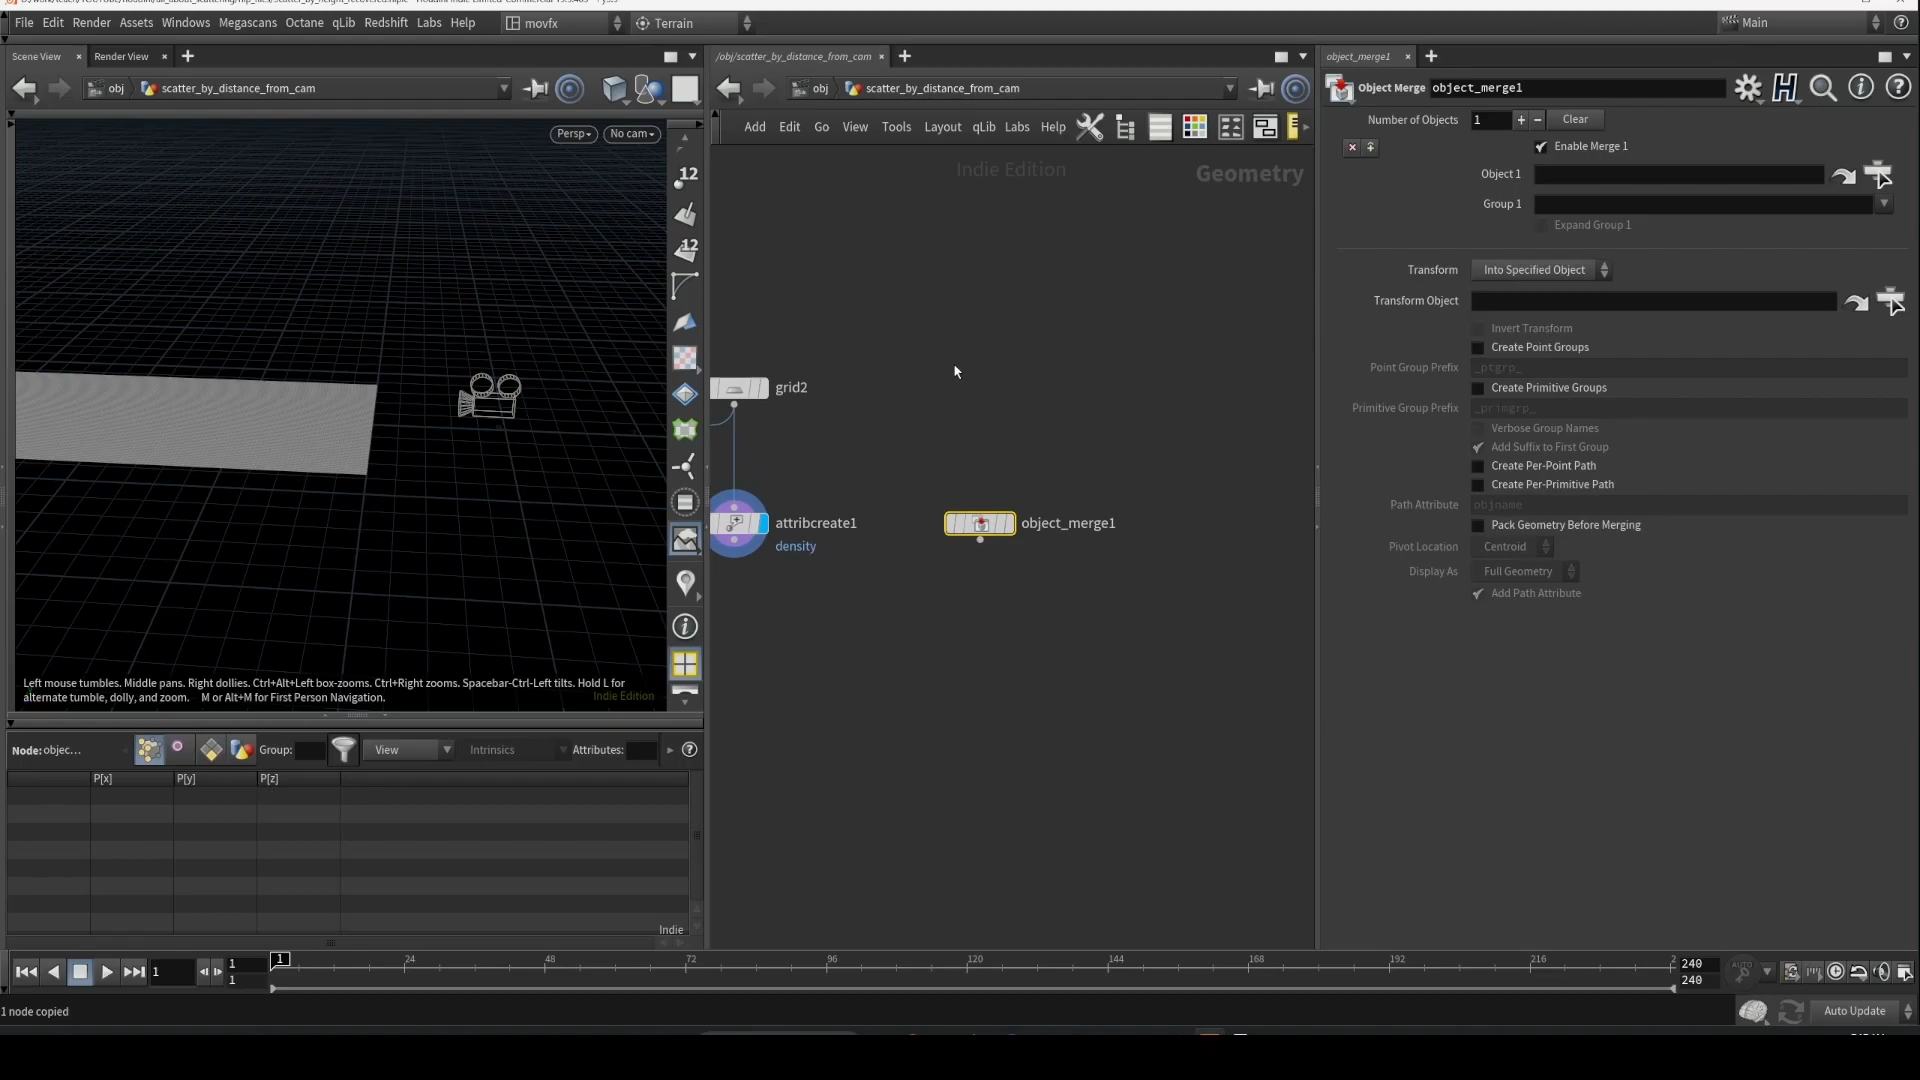 File Edit Render Assets Windows Megascans Octane qLib Redshift Labs Help movfx Terrain Main
Scene View Render View /obj/scatter_by_distance_from_cam object_merge1
obj scatter_by_distance_from_cam obj scatter_by_distance_from_cam Object Merge object_merge1
Persp No cam Add Edit Go View Tools Layout qLib Labs Help
Indie Edition Geometry
Number of Objects 1 Clear
Enable Merge 1
Object 1
Group 1
Expand Group 1
Transform Into Specified Object
Transform Object
Invert Transform
Create Point Groups
Point Group Prefix _ptgrp_
Create Primitive Groups
Primitive Group Prefix _primgrp_
Verbose Group Names
Add Suffix to First Group
Create Per-Point Path
Create Per-Primitive Path
Path Attribute objname
Pack Geometry Before Merging
Pivot Location Centroid
Display As Full Geometry
Add Path Attribute
12
12
grid2
attribcreate1 object_merge1
density
Left mouse tumbles. Middle pans. Right dollies. Ctrl+Alt+Left box-zooms. Ctrl+Right zooms. Spacebar-Ctrl-Left tilts. Hold L for
alternate tumble, dolly, and zoom. M or Alt+M for First Person Navigation. Indie Edition
Node: objec... Group: View Intrinsics Attributes:
P[x] P[y] P[z]
Indie
1 1 1 1 24 48 72 96 120 144 168 192 216 2 240 240
AUTO
1 node copied Auto Update